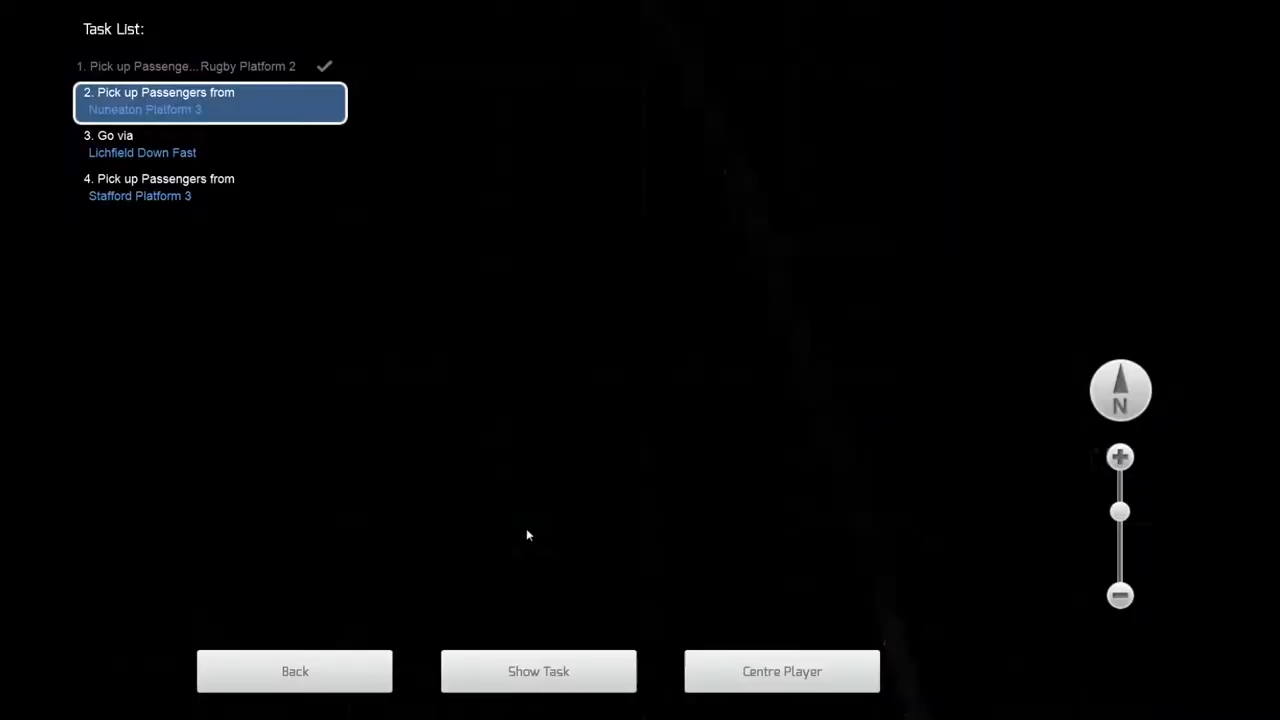 Task List:
1. Pick up Passenge...Rugby Platform 2
2. Pick up Passengers from
Nuneaton Platform 3
3. Go via
Lichfield Down Fast
4. Pick up Passengers from
Stafford Platform 3
N
Back
Show Task
Centre Player